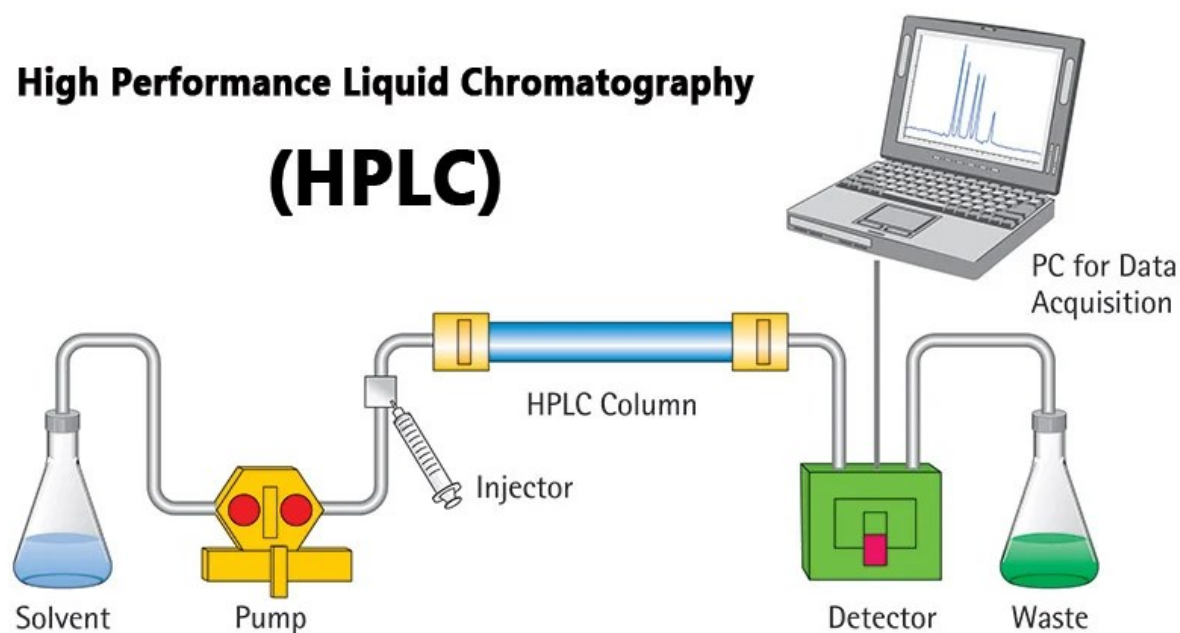 High Performance Liquid Chromatography
(HPLC)
PC for Data
Acquisition
HPLC Column
Injector
Solvent
Pump
Detector
Waste